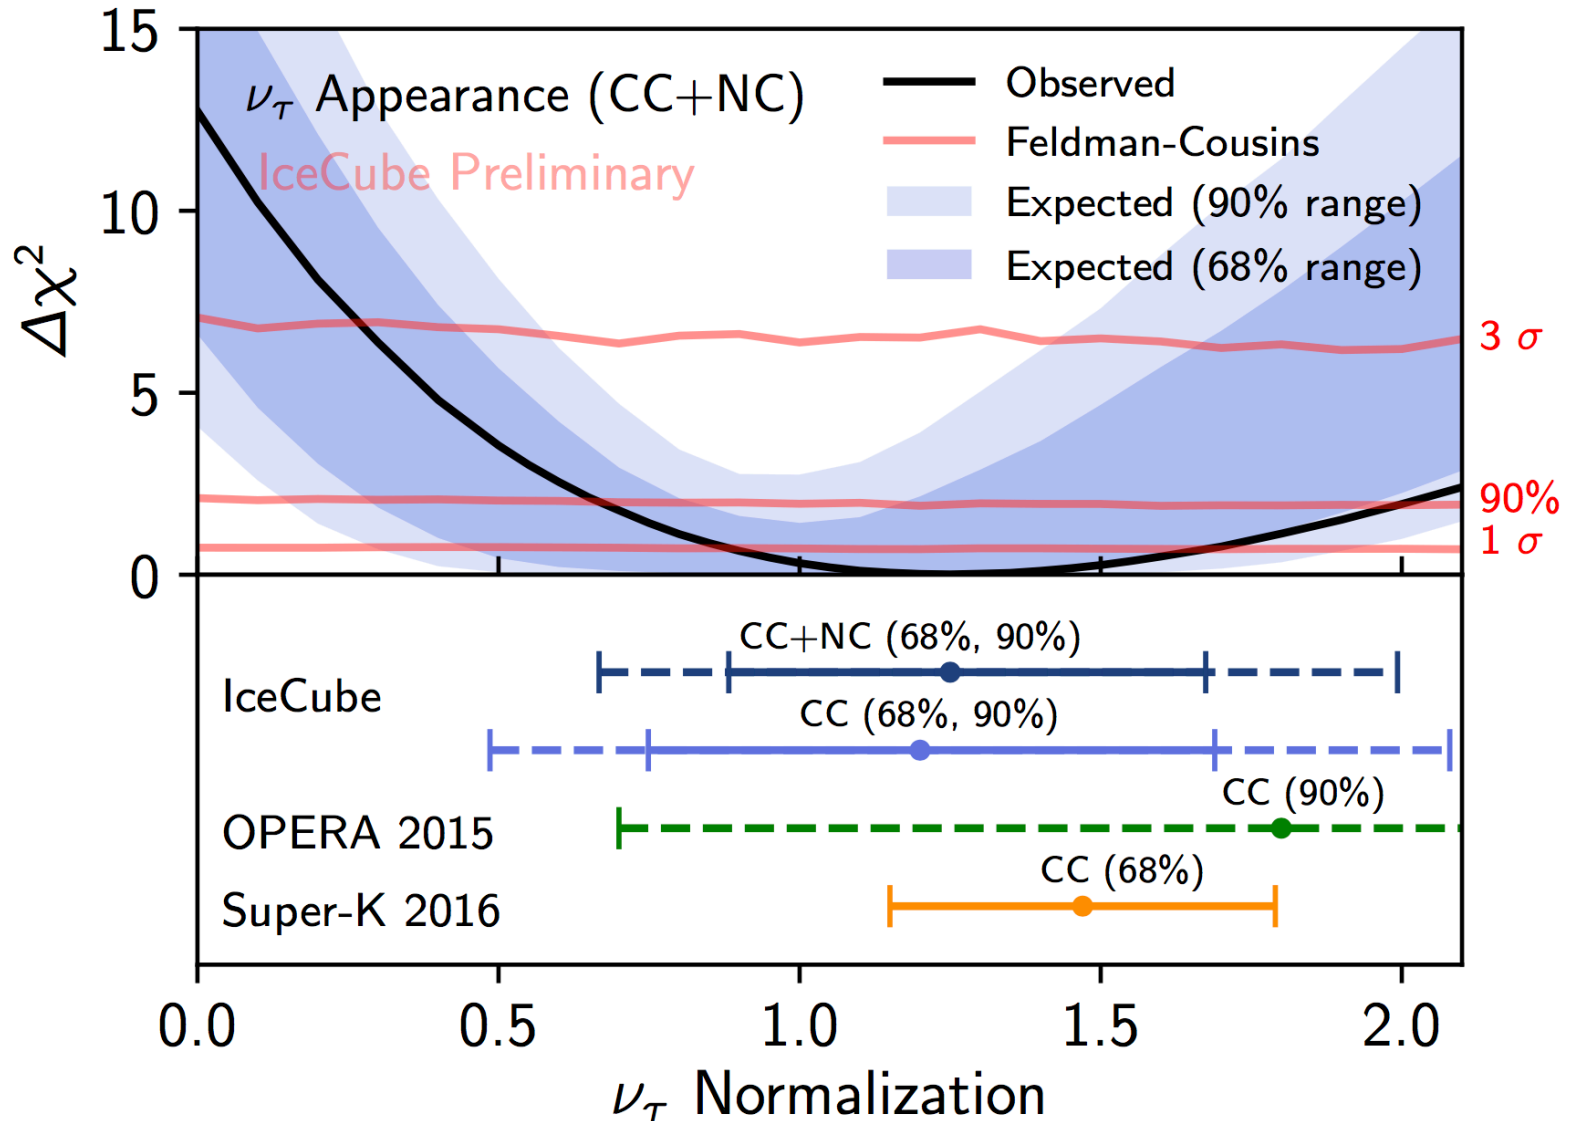 15
10
5
0
Δχ²
ν_τ Appearance (CC+NC)
IceCube Preliminary
Observed
Feldman-Cousins
Expected (90% range)
Expected (68% range)
3 σ
90%
1 σ
CC+NC (68%, 90%)
IceCube
CC (68%, 90%)
CC (90%)
OPERA 2015
CC (68%)
Super-K 2016
0.0 0.5 1.0 1.5 2.0
ν_τ Normalization